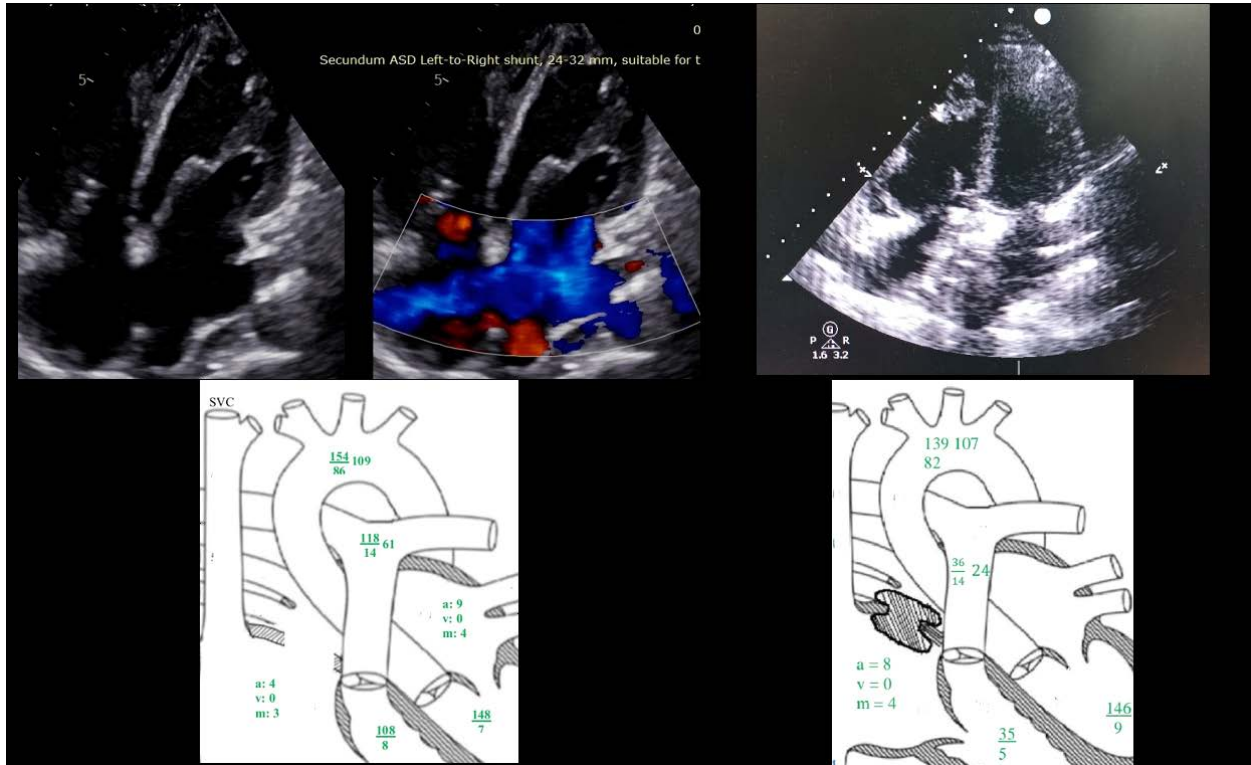 0
Secundum ASD Left-to-Right shunt, 24-32 mm, suitable for t
5
5
G
P R
1.6 3.2
SVC
154
86 109
118
14 61
a: 9
v: 0
m: 4
a: 4
v: 0
m: 3
108
8
148
7
139 107
82
36
14 24
a = 8
v = 0
m = 4
35
5
146
9